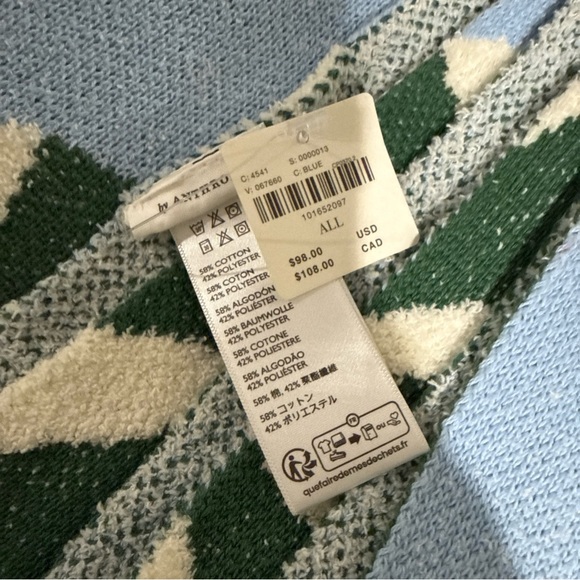 by ANTHRO
C: 4541 S: 0000013
V: 067660 C: BLUE
101652097
ALL
$98.00 USD
$108.00 CAD
58% COTTON
42% POLYESTER
58% COTON
42% POLYESTER
58% ALGODÓN
42% POLIÉSTER
58% BAUMWOLLE
42% POLYESTER
58% COTONE
42% POLIESTERE
58% ALGODÃO
42% POLIÉSTER
58% 棉, 42% 聚酯纖維
58% コットン
42% ポリエステル
FR
ou
quefairedemesdechets.fr